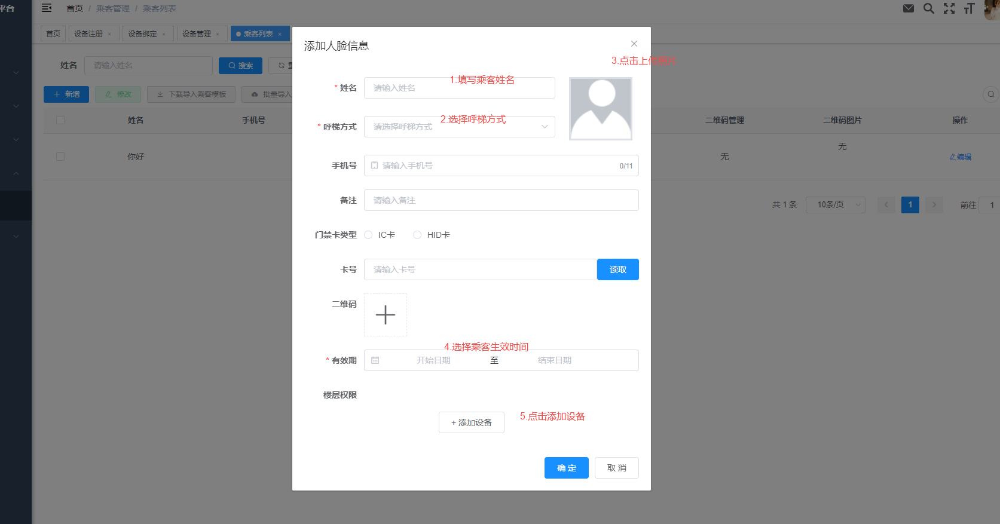 平台
首页 / 乘客管理 / 乘客列表
首页
设备注册 ×
设备绑定 ×
设备管理 ×
乘客列表 ×
姓名
请输入姓名
搜索
新增
修改
下载导入乘客模板
批量导入
姓名
手机号
二维码管理
二维码图片
操作
你好
无
无
编辑
共 1 条
10条/页
1
前往
1
添加人脸信息
3.点击上传照片
1.填写乘客姓名
* 姓名
请输入姓名
2.选择呼梯方式
* 呼梯方式
请选择呼梯方式
手机号
请输入手机号
0/11
备注
请输入备注
门禁卡类型
IC卡
HID卡
卡号
请输入卡号
读取
二维码
4.选择乘客生效时间
* 有效期
开始日期
至
结束日期
楼层权限
+ 添加设备
5.点击添加设备
确 定
取 消